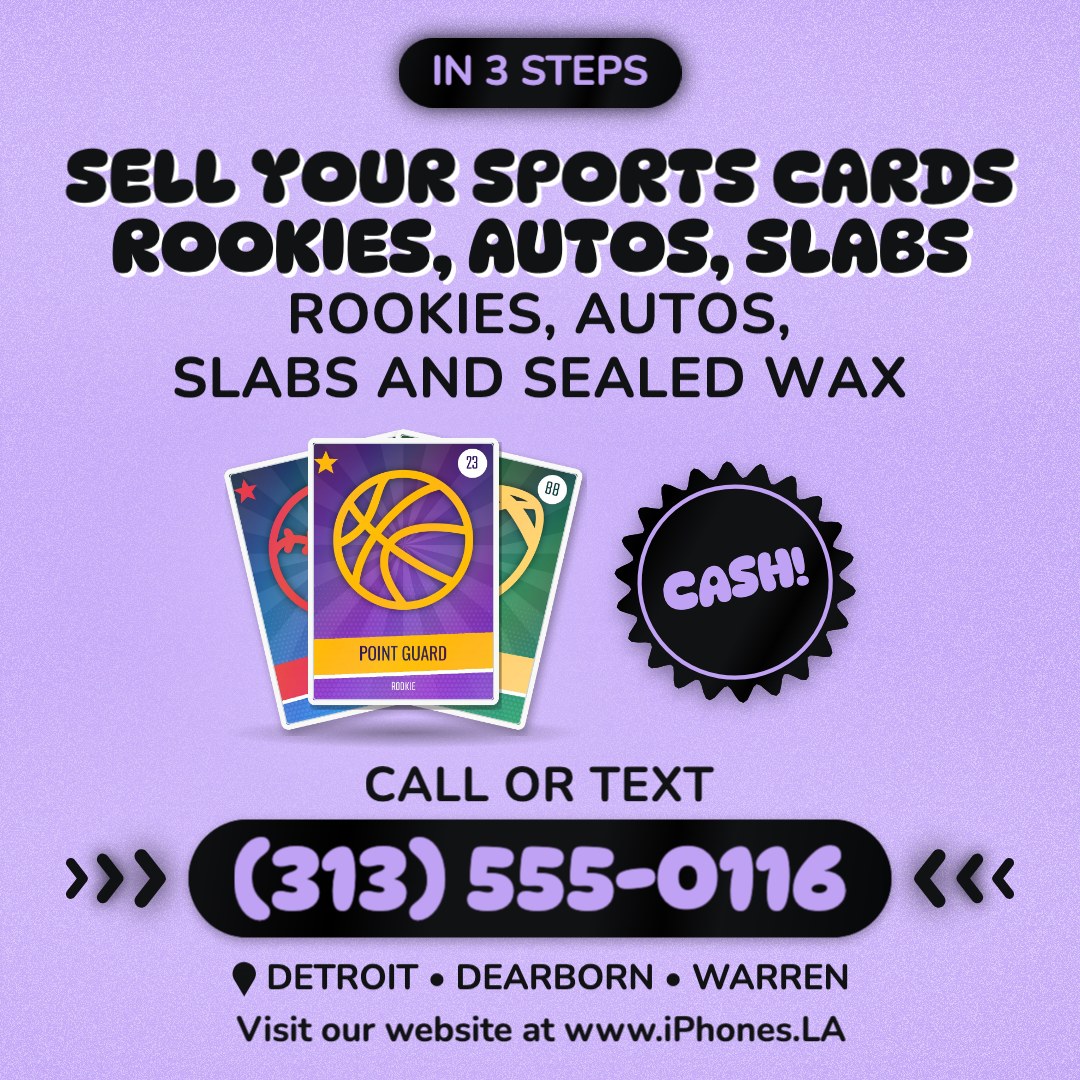 IN 3 STEPS
SELL YOUR SPORTS CARDS
ROOKIES, AUTOS, SLABS
ROOKIES, AUTOS,
SLABS AND SEALED WAX
23
88
POINT GUARD
ROOKIE
CASH!
CALL OR TEXT
(313) 555-0116
DETROIT • DEARBORN • WARREN
Visit our website at www.iPhones.LA